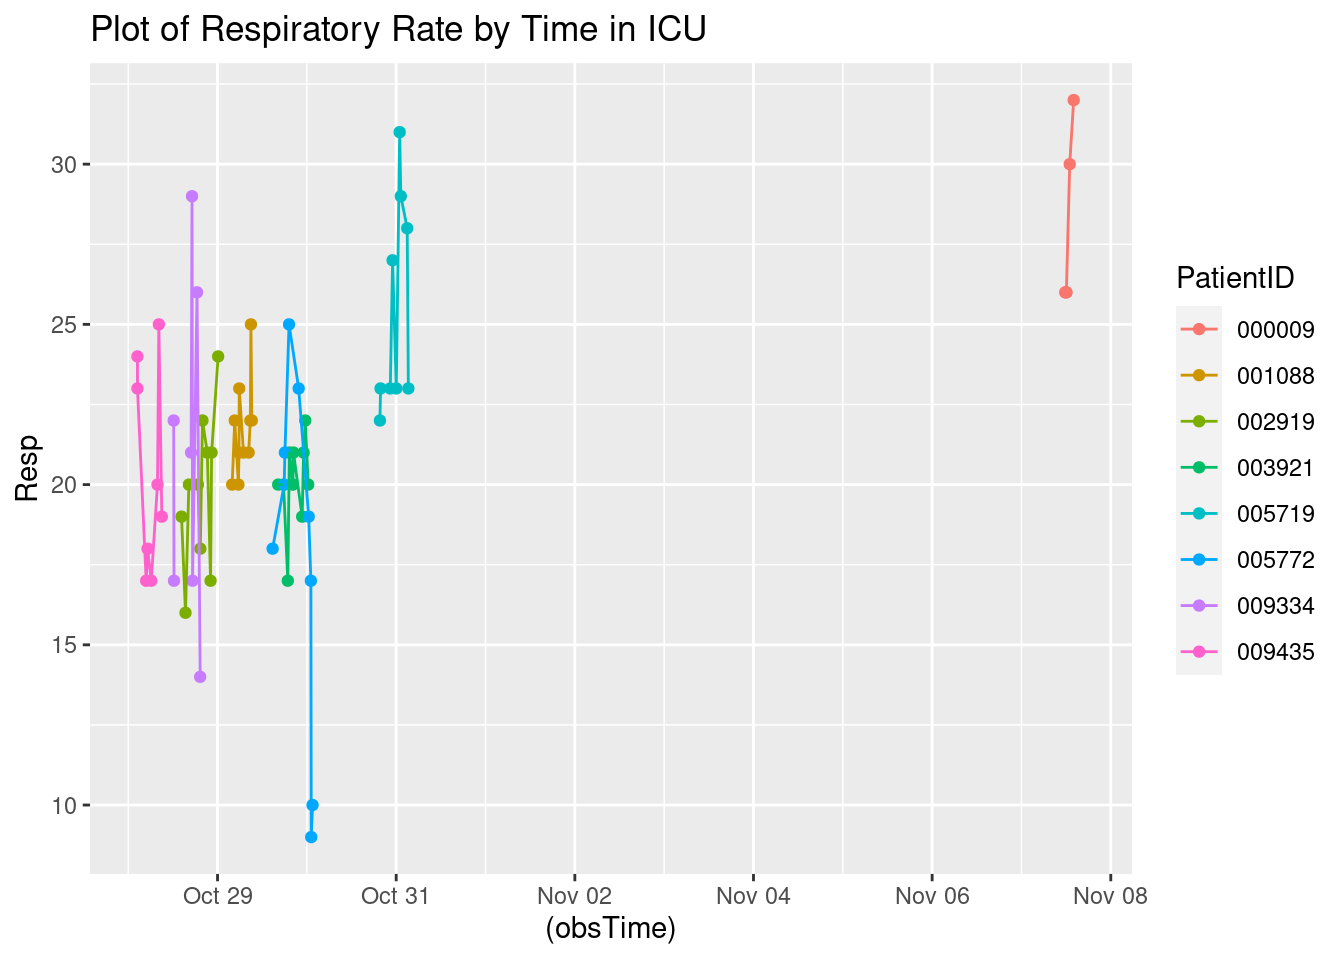 Plot of Respiratory Rate by Time in ICU
Resp
30
25
20
15
10
Oct 29 Oct 31 Nov 02 Nov 04 Nov 06 Nov 08
(obsTime)
PatientID
000009
001088
002919
003921
005719
005772
009334
009435